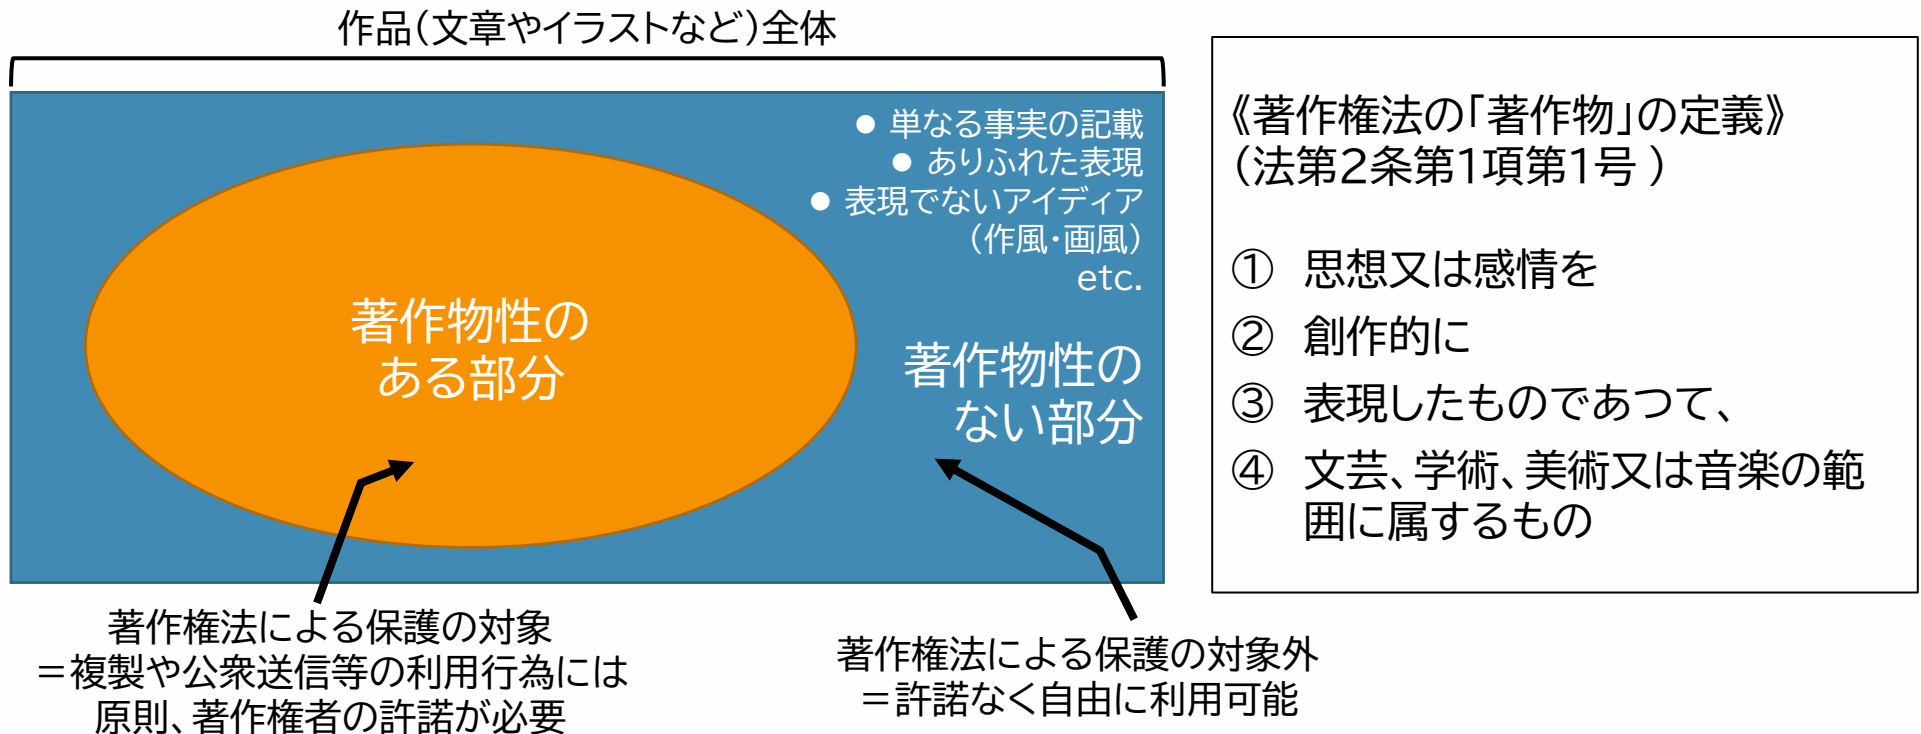 作品（文章やイラストなど）全体
● 単なる事実の記載
● ありふれた表現
● 表現でないアイディア
（作風・画風）
etc.
著作物性の
ある部分
著作物性の
ない部分
著作権法による保護の対象
＝複製や公衆送信等の利用行為には
原則、著作権者の許諾が必要
著作権法による保護の対象外
＝許諾なく自由に利用可能
《著作権法の「著作物」の定義》
（法第2条第1項第1号 ）
① 思想又は感情を
② 創作的に
③ 表現したものであつて、
④ 文芸、学術、美術又は音楽の範
囲に属するもの